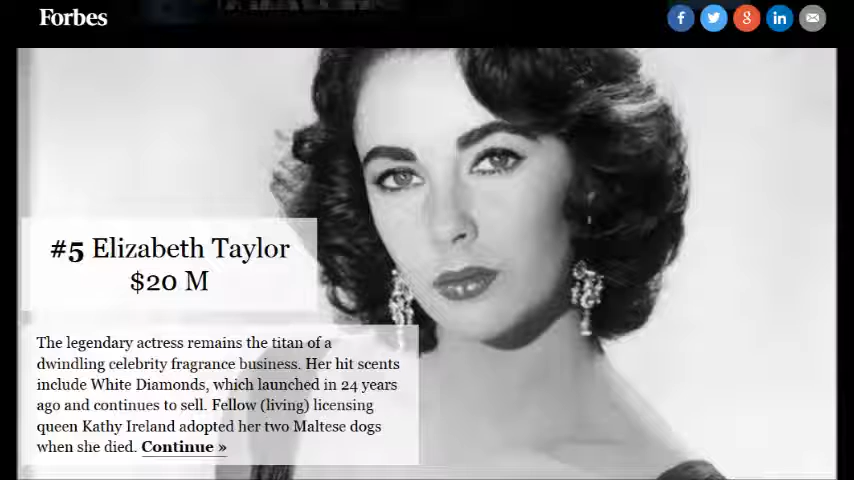 Forbes
#5 Elizabeth Taylor
$20 M
The legendary actress remains the titan of a
dwindling celebrity fragrance business. Her hit scents
include White Diamonds, which launched in 24 years
ago and continues to sell. Fellow (living) licensing
queen Kathy Ireland adopted her two Maltese dogs
when she died. Continue »